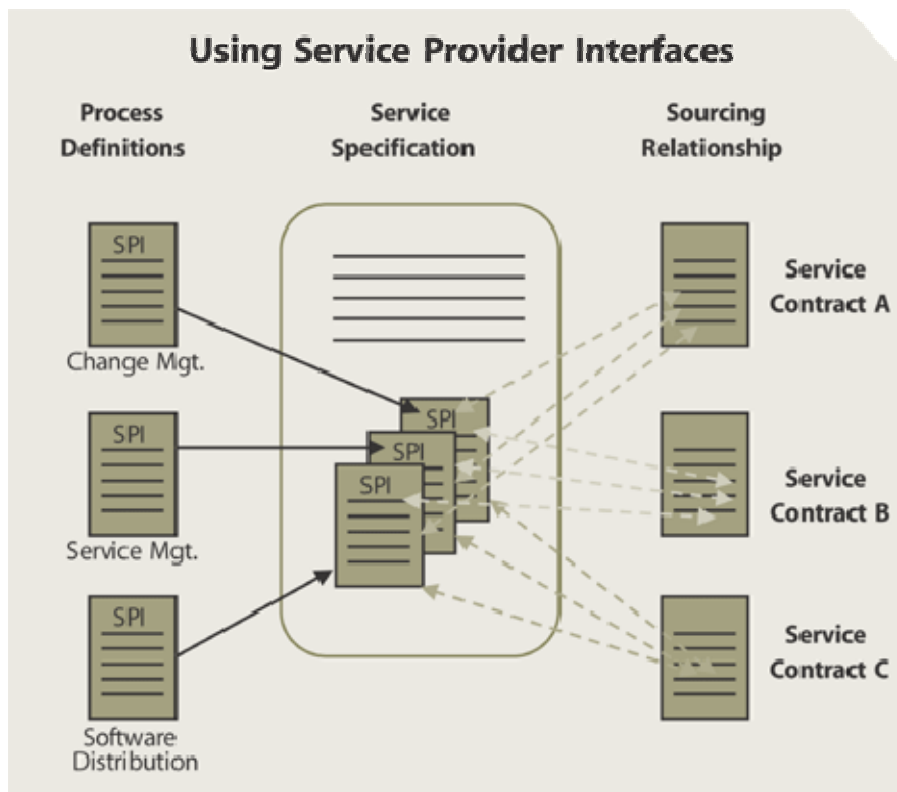 Using Service Provider Interfaces
Process
Definitions
Service
Specification
Sourcing
Relationship
SPI
Change Mgt.
SPI
Service Mgt.
SPI
Software
Distribution
SPI
SPI
SPI
Service
Contract A
Service
Contract B
Service
Contract C